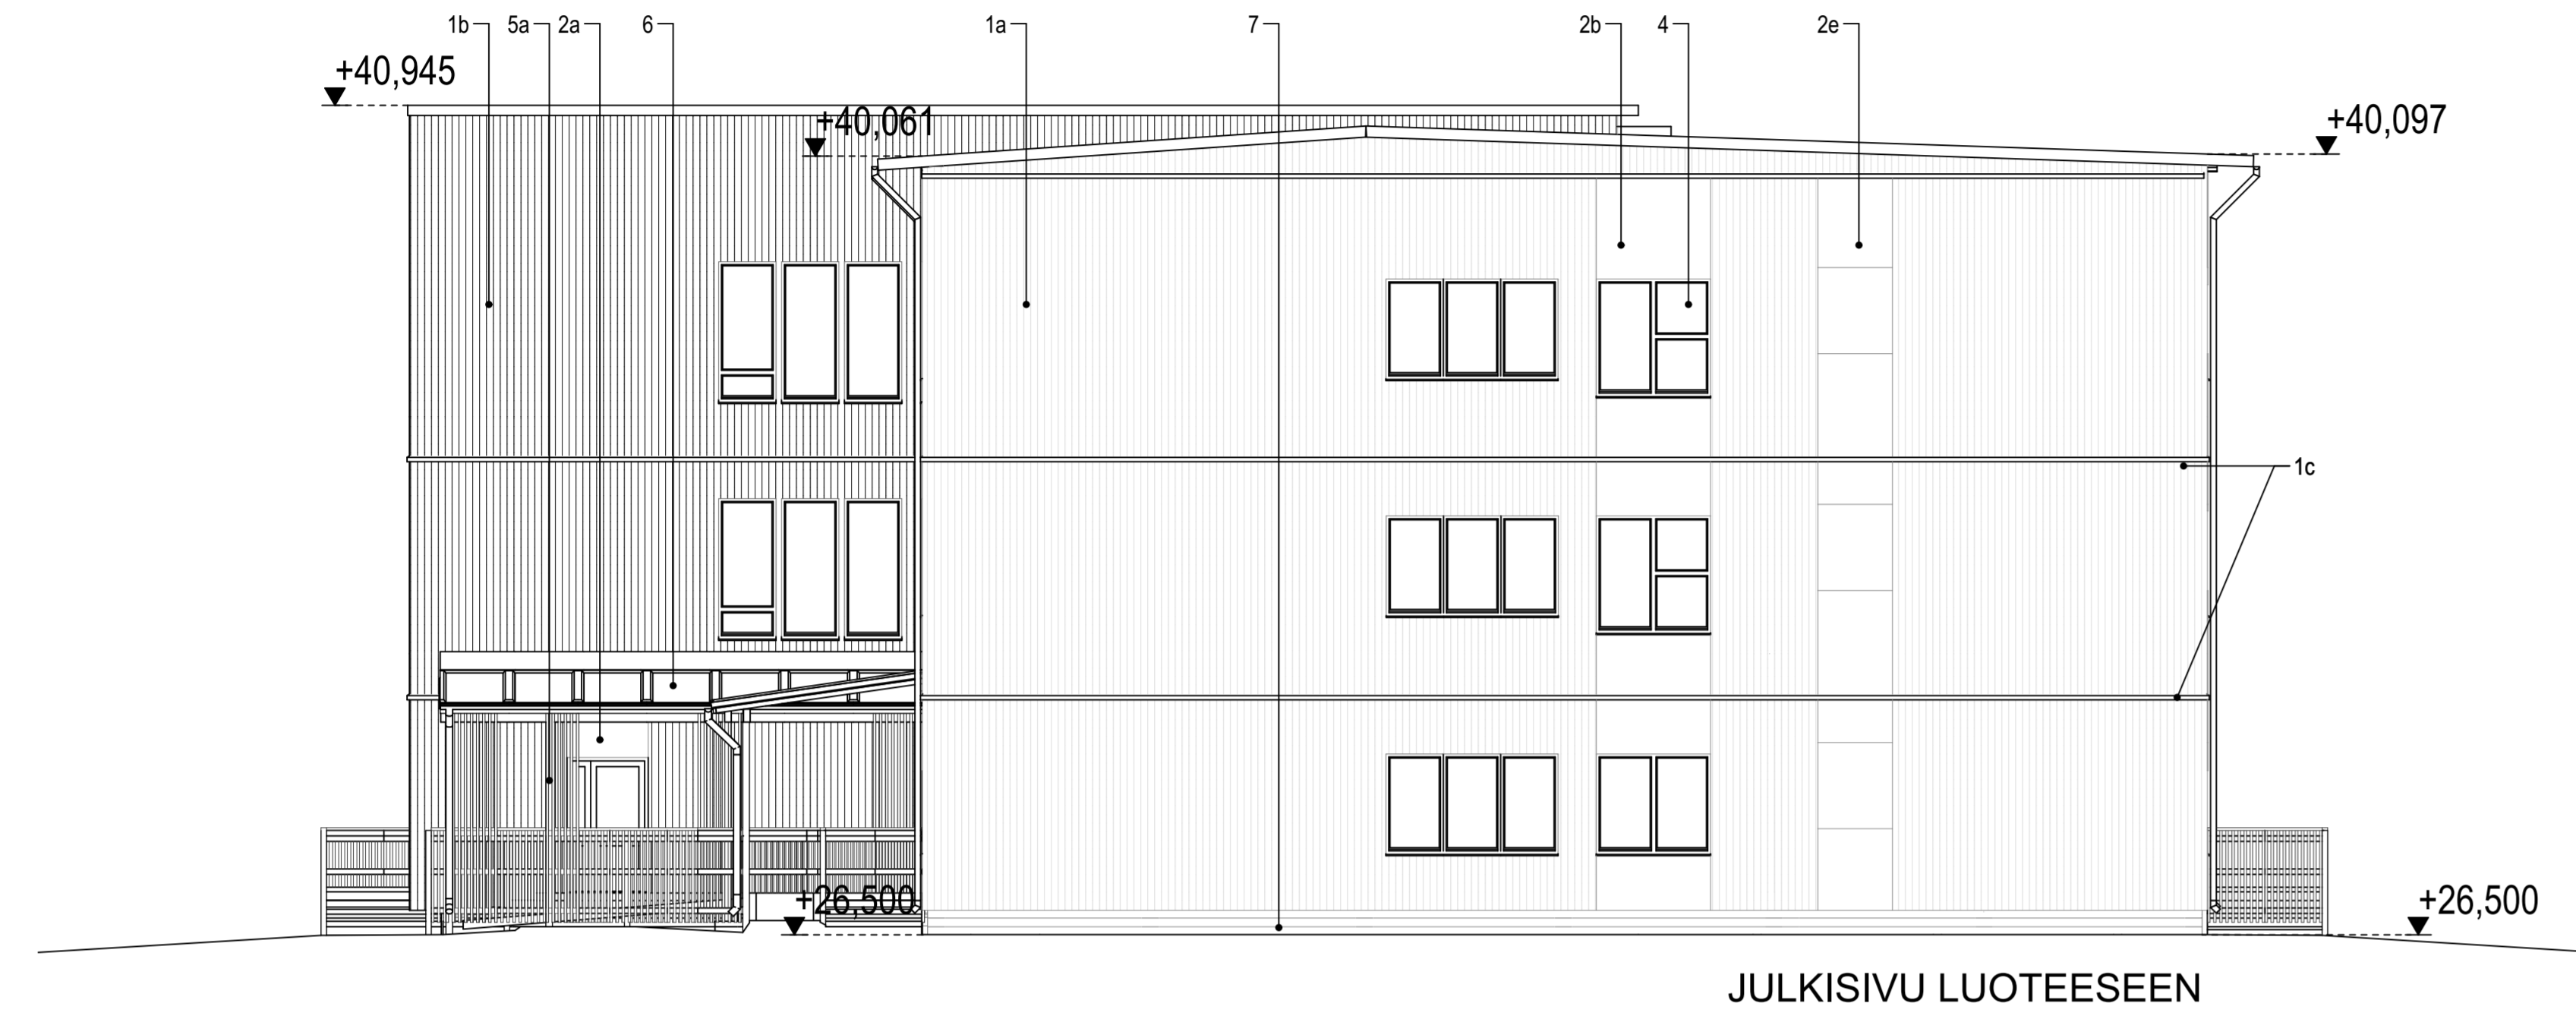 1b 5a 2a 6 1a 7 2b 4 2e
+40,945
+40,061
+40,097
1c
+26,500
+26,500
JULKISIVU LUOTEESEEN